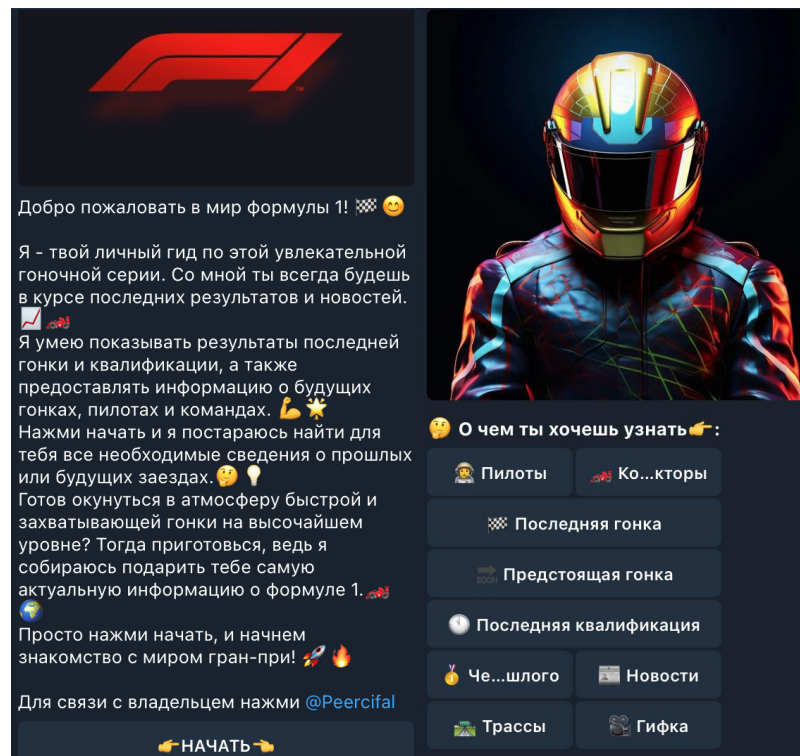 F1
TM
Добро пожаловать в мир формулы 1! 🏁 😊
Я - твой личный гид по этой увлекательной
гоночной серии. Со мной ты всегда будешь
в курсе последних результатов и новостей.
📈 🏎️
Я умею показывать результаты последней
гонки и квалификации, а также
предоставлять информацию о будущих
гонках, пилотах и командах. 💪🌟
Нажми начать и я постараюсь найти для
тебя все необходимые сведения о прошлых
или будущих заездах.🤔 💡
Готов окунуться в атмосферу быстрой и
захватывающей гонки на высочайшем
уровне? Тогда приготовься, ведь я
собираюсь подарить тебе самую
актуальную информацию о формуле 1.🏎️
🌍
Просто нажми начать, и начнем
знакомство с миром гран-при! 🚀 🔥
Для связи с владельцем нажми @Peercifal
👉НАЧАТЬ👈
🤔 О чем ты хочешь узнать👉:
👨‍🚀 Пилоты
🏎️ Ко...кторы
🏁 Последняя гонка
🔜 Предстоящая гонка
🕚 Последняя квалификация
🥇 Че...шлого
📰 Новости
🛣️ Трассы
🎥 Гифка